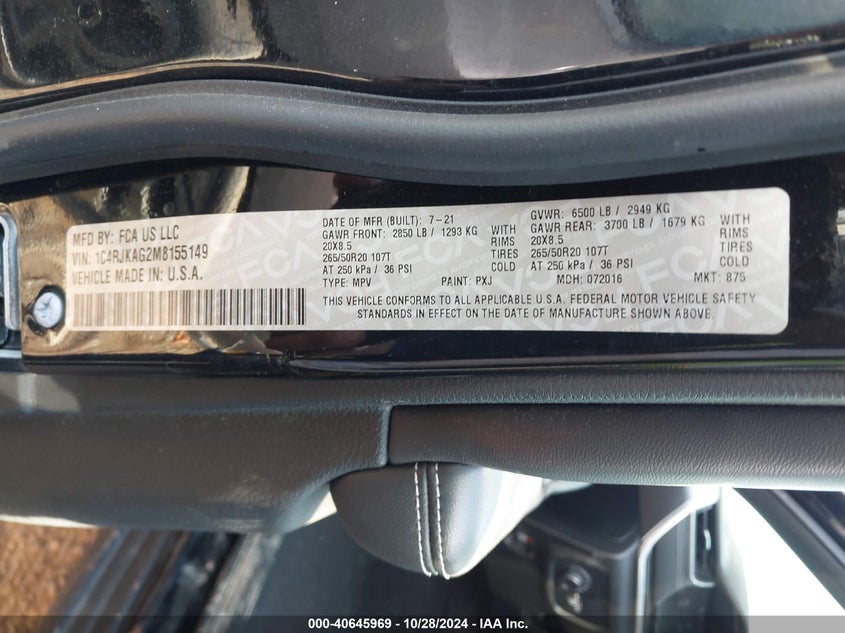 MFD BY: FCA US LLC
VIN: 1C4RJKAG2M8155149
VEHICLE MADE IN U.S.A.
DATE OF MFR (BUILT): 7-21
GAWR FRONT: 2850 LB / 1293 KG WITH
20X8.5 RIMS
265/50R20 107T TIRES
AT 250 kPa / 36 PSI COLD
TYPE: MPV PAINT: PXJ
GVWR: 6500 LB / 2949 KG
GAWR REAR: 3700 LB / 1679 KG WITH
20X8.5 RIMS
265/50R20 107T TIRES
AT 250 kPa / 36 PSI COLD
MDH: 072016 MKT: 875
THIS VEHICLE CONFORMS TO ALL APPLICABLE U.S.A. FEDERAL MOTOR VEHICLE SAFETY
STANDARDS IN EFFECT ON THE DATE OF MANUFACTURE SHOWN ABOVE.
000-40645969 | 10/28/2024 | IAA Inc.